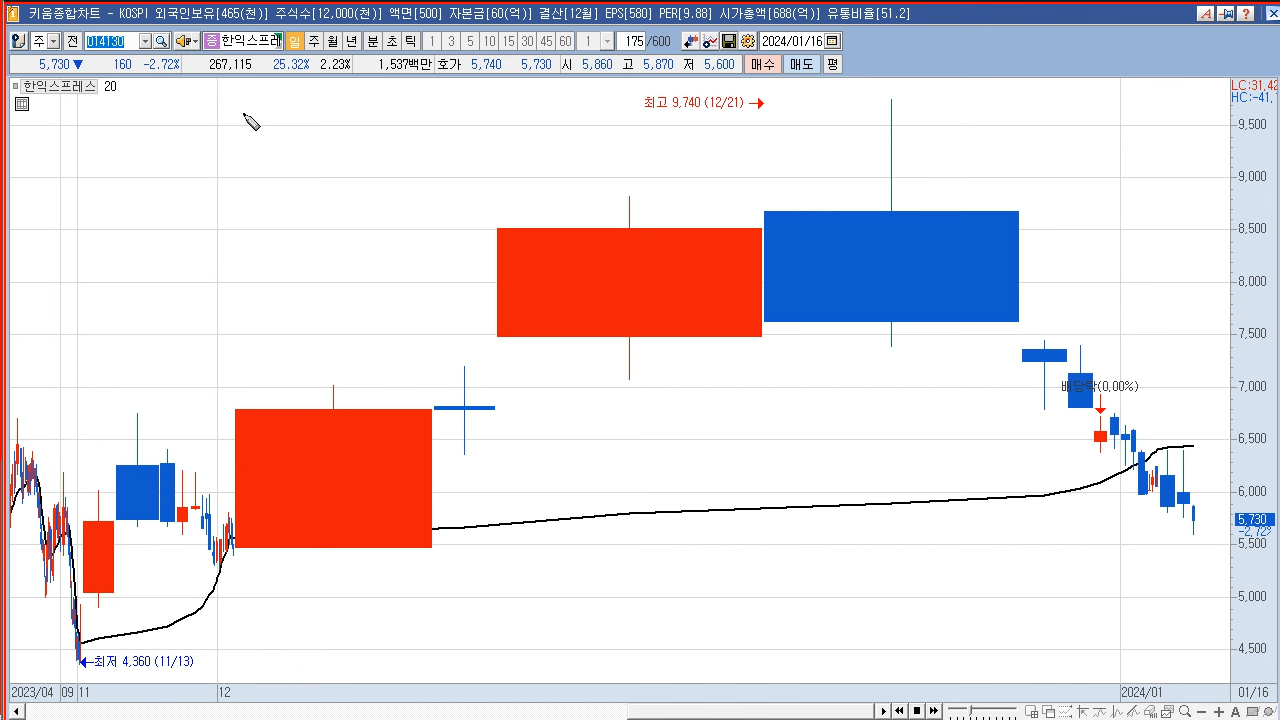 키움종합차트 - KOSPI 외국인보유[465(천)] 주식수[12,000(천)] 액면[500] 자본금[60(억)] 결산[12월] EPS[580] PER[9.89] 시가총액[688(억)] 유통비율[51.2]
주 전 014130 증 한익스프레 일 주 월 년 분 초 틱 1 3 5 10 15 30 45 60 1 175 /600 2024/01/16
5,730 ▼ 160 -2.72% 267,115 25.32% 2.23% 1,537백만 호가 5,740 5,730 시 5,860 고 5,870 저 5,600 매수 매도 평
한익스프레스 20
LC:31.42
HC:-41.
최고 9,740 (12/21)
9,500
9,000
8,500
8,000
7,500
7,000
배당락(0.00%)
6,500
6,000
5,730
-2.72%
5,500
5,000
4,500
최저 4,360 (11/13)
2023/04 09 11 12 2024/01 01/16